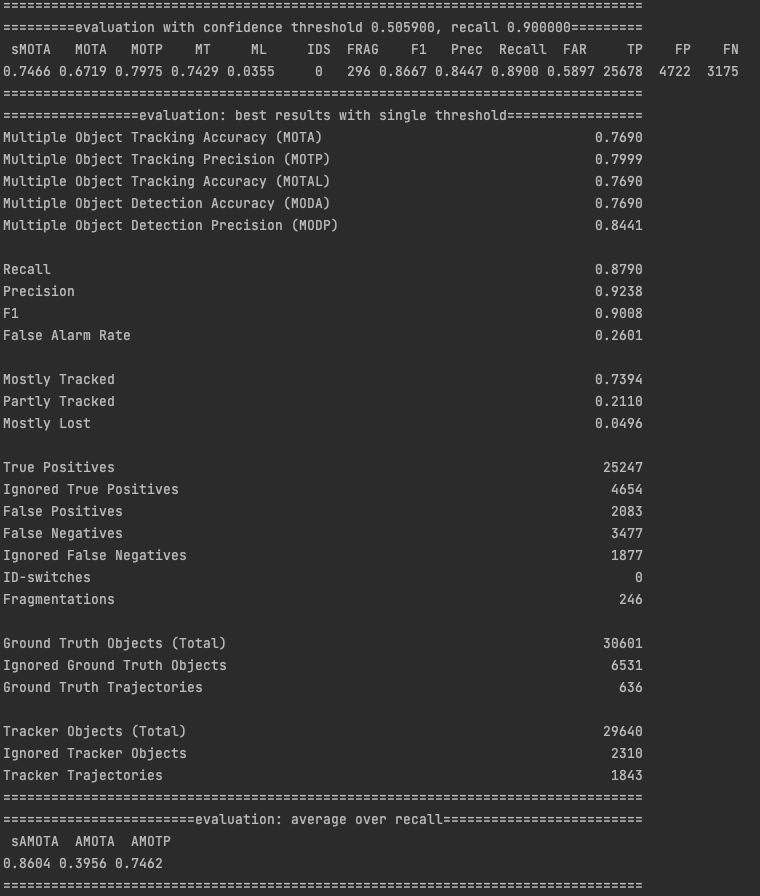 ================================================================================
=========evaluation with confidence threshold 0.505900, recall 0.900000=========
 sMOTA   MOTA   MOTP    MT     ML     IDS  FRAG    F1   Prec  Recall  FAR     TP    FP    FN
0.7466 0.6719 0.7975 0.7429 0.0355     0   296 0.8667 0.8447 0.8900 0.5897 25678  4722  3175
================================================================================
=================evaluation: best results with single threshold=================
Multiple Object Tracking Accuracy (MOTA)                                  0.7690
Multiple Object Tracking Precision (MOTP)                                 0.7999
Multiple Object Tracking Accuracy (MOTAL)                                 0.7690
Multiple Object Detection Accuracy (MODA)                                 0.7690
Multiple Object Detection Precision (MODP)                                0.8441
Recall                                                                    0.8790
Precision                                                                 0.9238
F1                                                                        0.9008
False Alarm Rate                                                          0.2601
Mostly Tracked                                                            0.7394
Partly Tracked                                                            0.2110
Mostly Lost                                                               0.0496
True Positives                                                             25247
Ignored True Positives                                                      4654
False Positives                                                             2083
False Negatives                                                             3477
Ignored False Negatives                                                     1877
ID-switches                                                                    0
Fragmentations                                                               246
Ground Truth Objects (Total)                                               30601
Ignored Ground Truth Objects                                                6531
Ground Truth Trajectories                                                    636
Tracker Objects (Total)                                                    29640
Ignored Tracker Objects                                                     2310
Tracker Trajectories                                                        1843
================================================================================
========================evaluation: average over recall=========================
 sAMOTA  AMOTA  AMOTP
0.8604 0.3956 0.7462
================================================================================